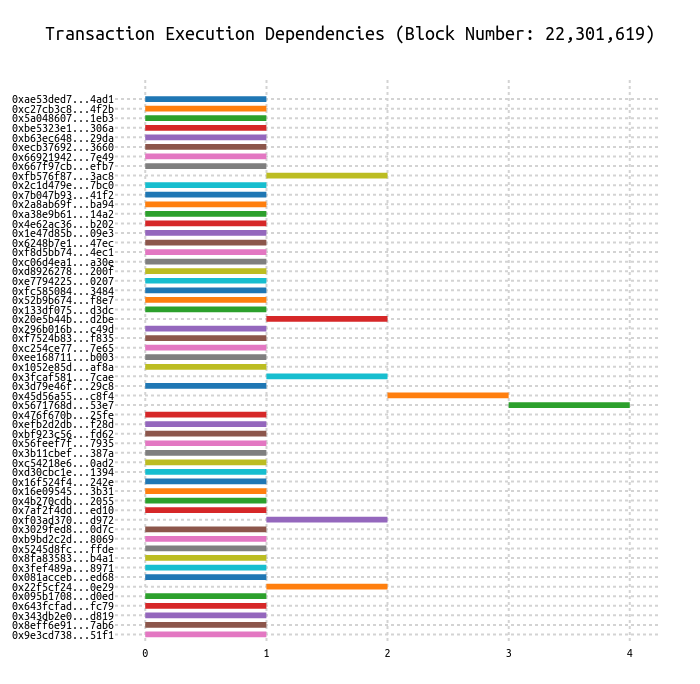 Transaction Execution Dependencies (Block Number: 22,301,619)
0xae53ded7...4ad1
0xc27cb3c8...4f2b
0x5a048607...1eb3
0xbe5323e1...306a
0xb63ec648...29da
0xecb37692...3660
0x66921942...7e49
0x667f97cb...efb7
0xfb576f87...3ac8
0x2c1d479e...7bc0
0x7b047b93...41f2
0x2a8ab69f...ba94
0xa38e9b61...14a2
0x4e62ac36...b202
0x1e47d85b...09e3
0x6248b7e1...47ec
0xf8d5bb74...4ec1
0xc06d4ea1...a30e
0xd8926278...200f
0xe7794225...0207
0xfc585084...3484
0x52b9b674...f8e7
0x133df075...d3dc
0x20e5b44b...d2be
0x296b016b...c49d
0xf7524b83...f835
0xc254ce77...7e65
0xee168711...b003
0x1052e85d...af8a
0x3fcaf581...7cae
0x3d79e46f...29c8
0x45d56a55...c8f4
0x5671768d...53e7
0x476f670b...25fe
0xefb2d2db...f28d
0xbf923c56...fd62
0x56feef7f...7935
0x3b11cbef...387a
0xc54218e6...0ad2
0xd30cbc1e...1394
0x16f524f4...242e
0x16e09545...3b31
0x4b270cdb...2055
0x7af2f4dd...ed10
0xf03ad370...d972
0x3029fed8...0d7c
0xb9bd2c2d...8069
0x5245d8fc...ffde
0x8fa83583...b4a1
0x3fef489a...8971
0x081acceb...ed68
0x22f5cf24...0e29
0x095b1708...d0ed
0x643fcfad...fc79
0x343db2e0...d819
0x8eff6e91...7ab6
0x9e3cd738...51f1
0 1 2 3 4